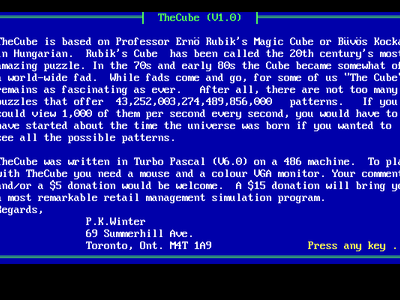 TheCube (V1.0)
TheCube is based on Professor Ernö Rubik's Magic Cube or Büvös Kocka
in Hungarian. Rubik's Cube has been called the 20th century's most
amazing puzzle. In the 70s and early 80s the Cube became somewhat of
a world-wide fad. While fads come and go, for some of us "The Cube"
remains as fascinating as ever. After all, there are not too many
puzzles that offer 43,252,003,274,489,856,000 patterns. If you
could view 1,000 of them per second every second, you would have to
have started about the time the universe was born if you wanted to
see all the possible patterns.
TheCube was written in Turbo Pascal (V6.0) on a 486 machine. To pla
with TheCube you need a mouse and a colour VGA monitor. Your comment
and/or a $5 donation would be welcome. A $15 donation will bring yo
a most remarkable retail management simulation program.
Regards,
P.K.Winter
69 Summerhill Ave.
Toronto, Ont. M4T 1A9 Press any key .